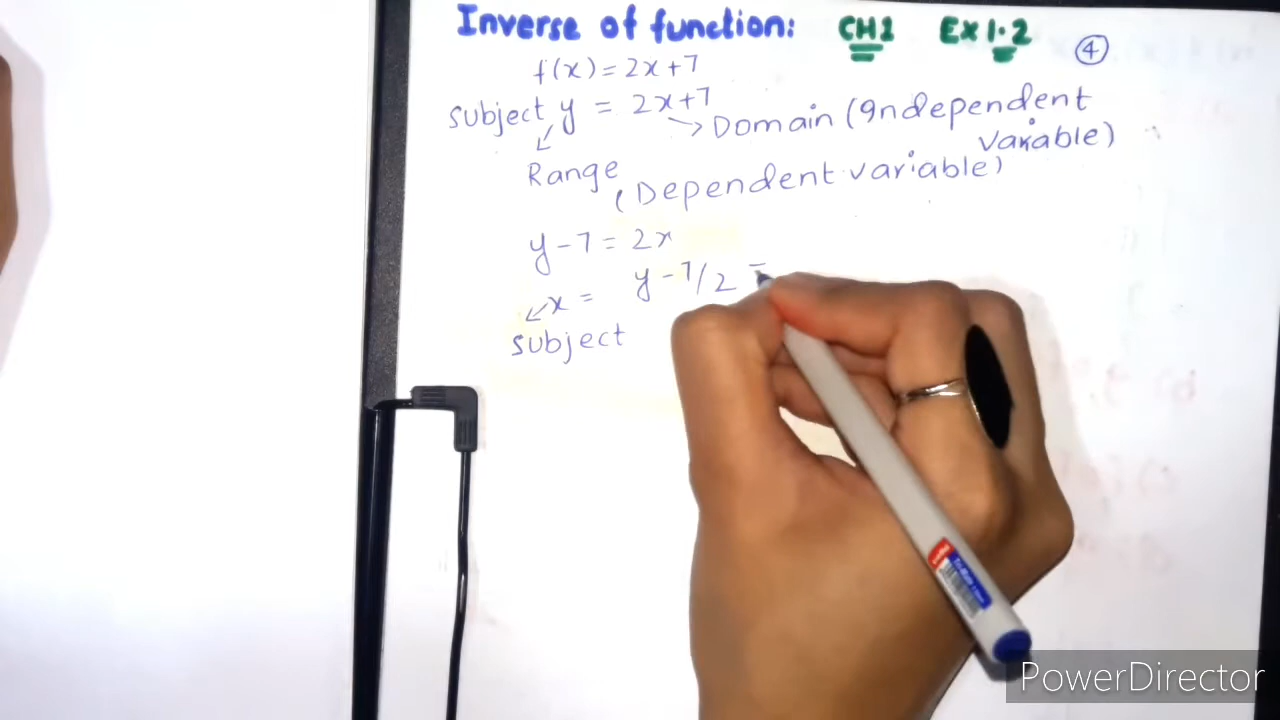 Inverse of function: CH1 EX 1.2 4
f(x) = 2x+7
Subject y = 2x+7 → Domain (Independent variable)
Range (Dependent variable)
y - 7 = 2x
x = y - 7/2
subject
PowerDirector